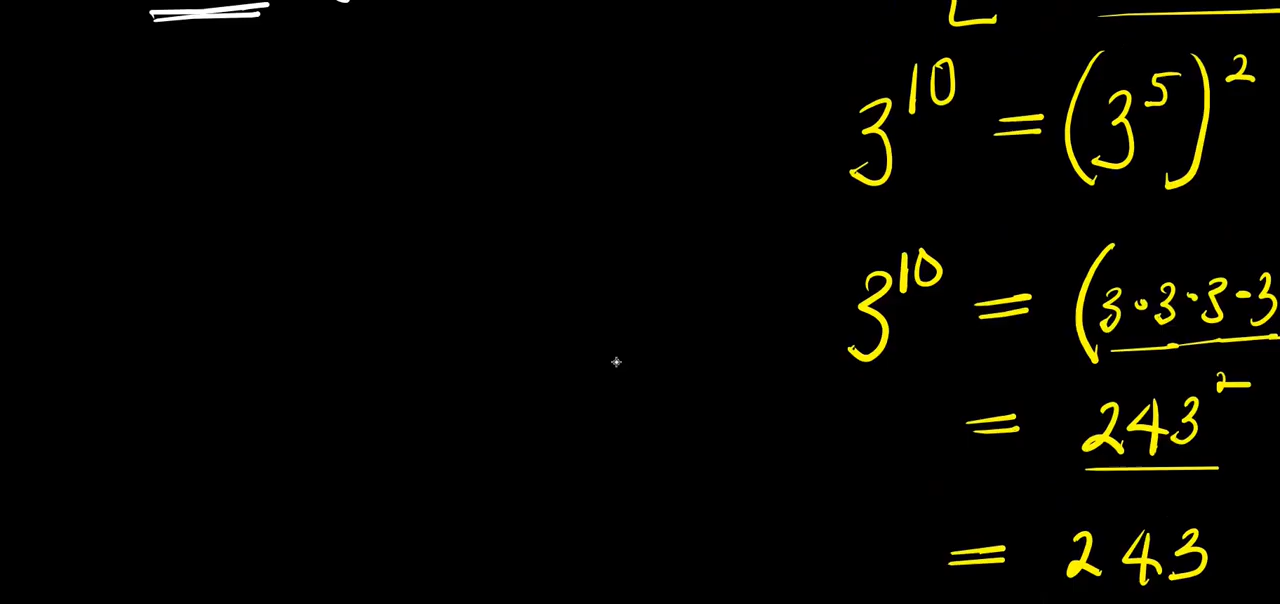 3^10 = (3^5)^2
3^10 = (3·3·3·3
= 243^2
= 243